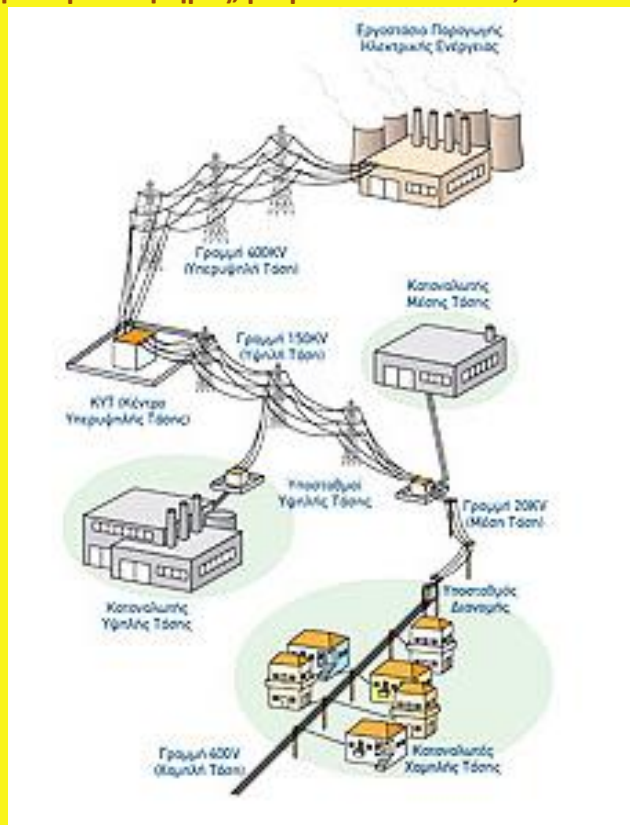 Εργοστάσιο Παραγωγής
Ηλεκτρικής Ενέργειας
Γραμμή 400KV
(Υπερυψηλή Τάση)
Καταναλωτής
Μέσης Τάσης
Γραμμή 150KV
(Υψηλή Τάση)
ΚΥΤ (Κέντρο
Υπερυψηλής Τάσης)
Υποσταθμοί
Υψηλής Τάσης
Γραμμή 20KV
(Μέση Τάση)
Καταναλωτής
Υψηλής Τάσης
Υποσταθμός
Διανομής
Γραμμή 400V
(Χαμηλή Τάση)
Καταναλωτές
Χαμηλής Τάσης